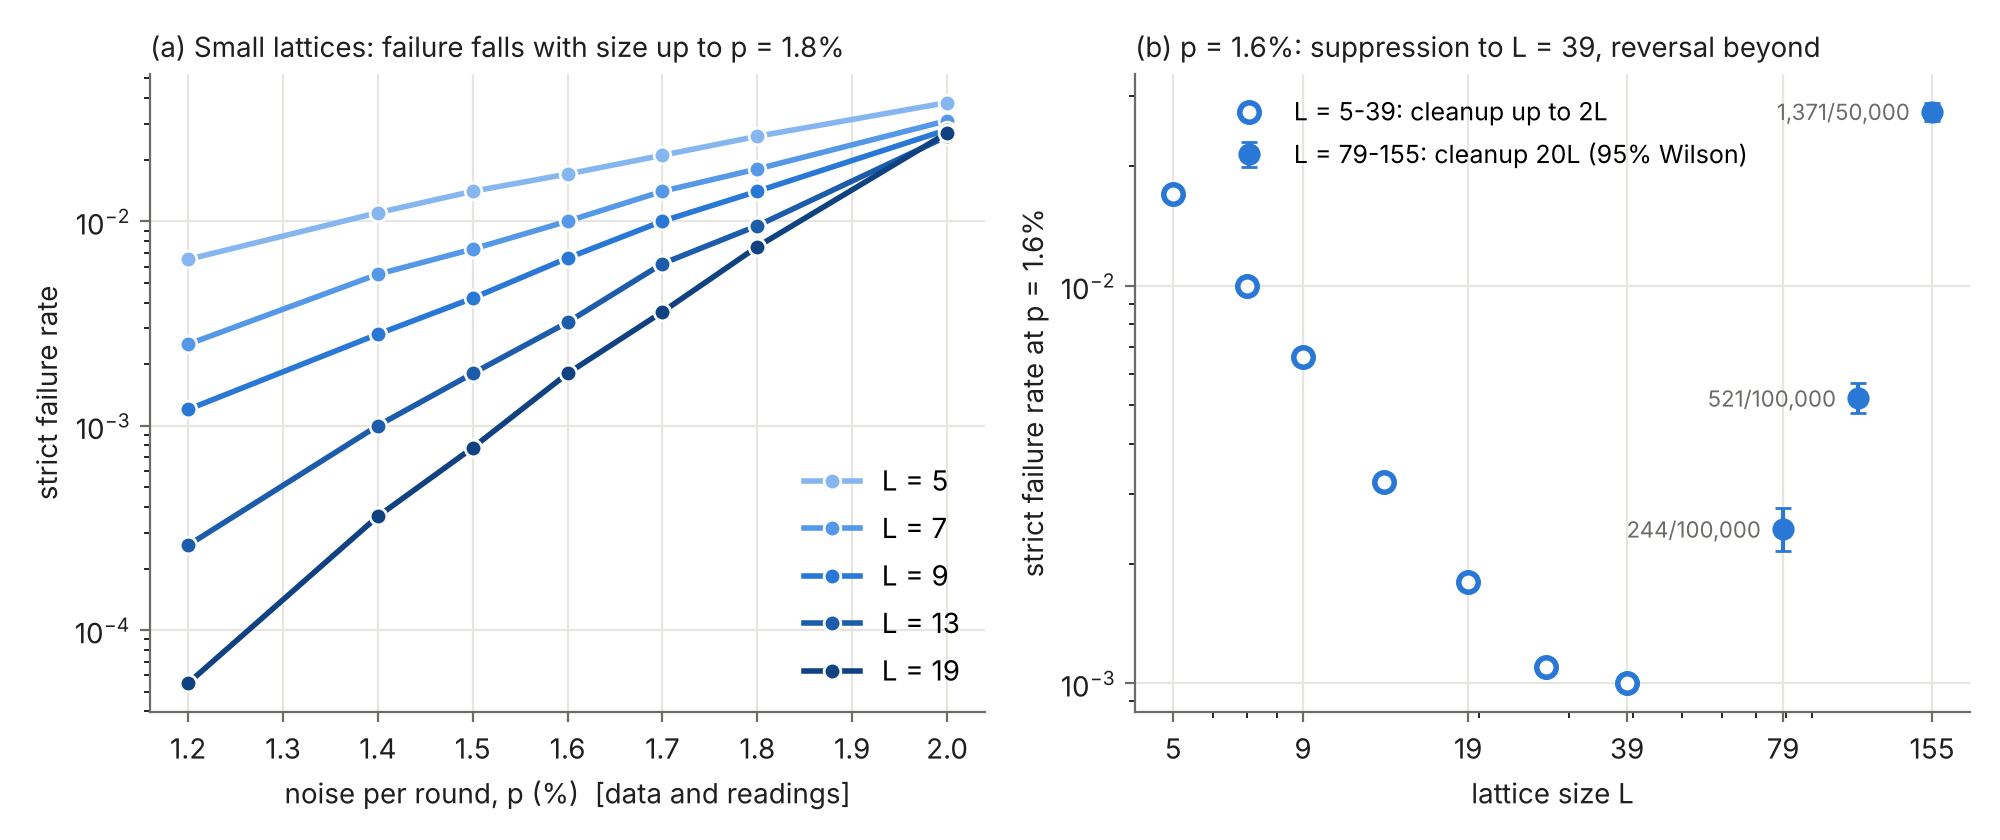 (a) Small lattices: failure falls with size up to p = 1.8%
strict failure rate
10⁻²
10⁻³
10⁻⁴
L = 5
L = 7
L = 9
L = 13
L = 19
1.2 1.3 1.4 1.5 1.6 1.7 1.8 1.9 2.0
noise per round, p (%) [data and readings]
(b) p = 1.6%: suppression to L = 39, reversal beyond
strict failure rate at p = 1.6%
L = 5-39: cleanup up to 2L
L = 79-155: cleanup 20L (95% Wilson)
1,371/50,000
521/100,000
244/100,000
10⁻²
10⁻³
5 9 19 39 79 155
lattice size L